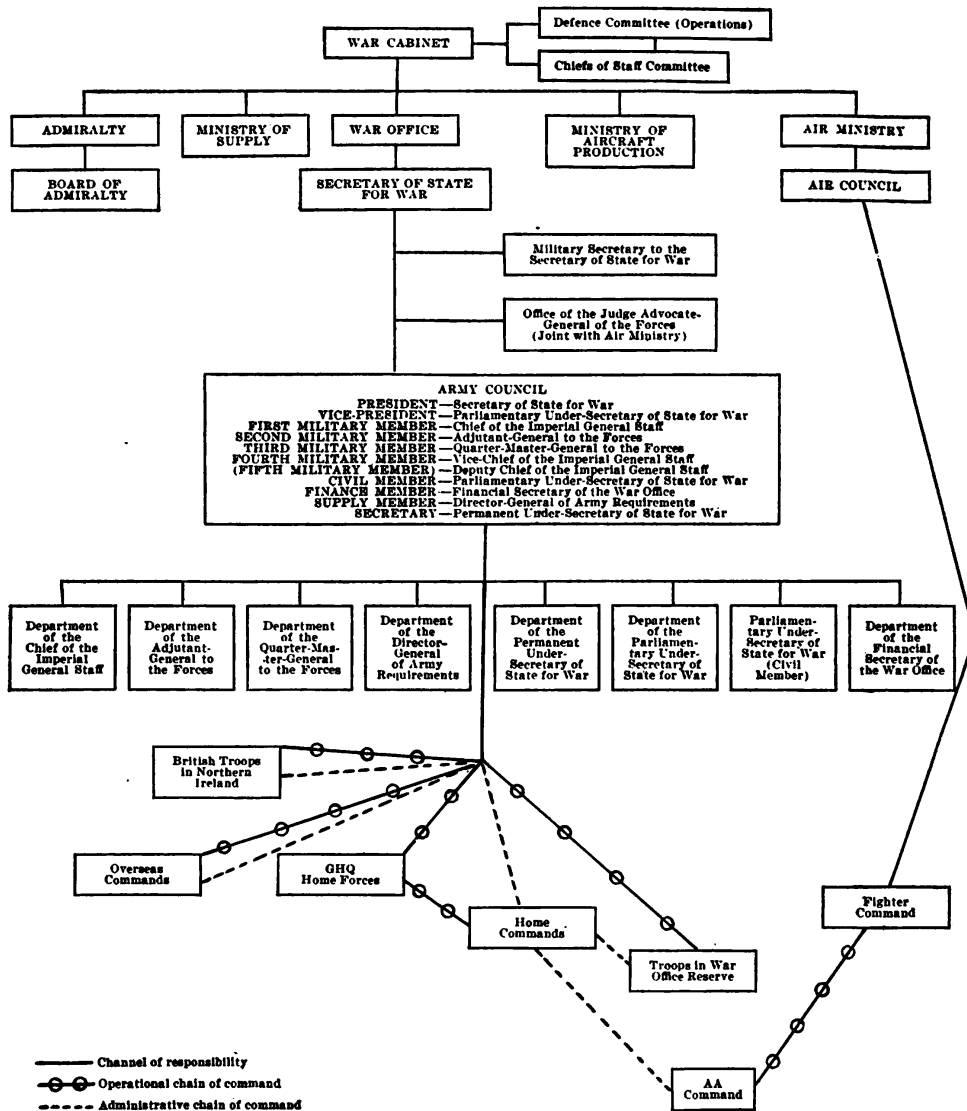 Defence Committee (Operations)
WAR CABINET
Chiefs of Staff Committee
ADMIRALTY
MINISTRY OF
SUPPLY
WAR OFFICE
MINISTRY OF
AIRCRAFT
PRODUCTION
AIR MINISTRY
BOARD OF
ADMIRALTY
SECRETARY OF STATE
FOR WAR
AIR COUNCIL
Military Secretary to the
Secretary of State for War
Office of the Judge Advocate-
General of the Forces
(Joint with Air Ministry)
ARMY COUNCIL
PRESIDENT—Secretary of State for War
VICE-PRESIDENT—Parliamentary Under-Secretary of State for War
FIRST MILITARY MEMBER—Chief of the Imperial General Staff
SECOND MILITARY MEMBER—Adjutant-General to the Forces
THIRD MILITARY MEMBER—Quarter-Master-General to the Forces
FOURTH MILITARY MEMBER—Vice-Chief of the Imperial General Staff
(FIFTH MILITARY MEMBER)—Deputy Chief of the Imperial General Staff
CIVIL MEMBER—Parliamentary Under-Secretary of State for War
FINANCE MEMBER—Financial Secretary of the War Office
SUPPLY MEMBER—Director-General of Army Requirements
SECRETARY—Permanent Under-Secretary of State for War
Department
of the
Chief of the
Imperial
General Staff
Department
of the
Adjutant-
General to
the Forces
Department
of the
Quarter-Mas-
ter-General
to the Forces
Department
of the
Director-
General
of Army
Requirements
Department
of the
Permanent
Under-
Secretary of
State for War
Department
of the
Parliamen-
tary Under-
Secretary of
State for War
Parliamen-
tary Under-
Secretary of
State for War
(Civil
Member)
Department
of the
Financial
Secretary of
the War Office
British Troops
in Northern
Ireland
Overseas
Commands
GHQ
Home Forces
Home
Commands
Fighter
Command
Troops in War
Office Reserve
AA
Command
Channel of responsibility
Operational chain of command
Administrative chain of command